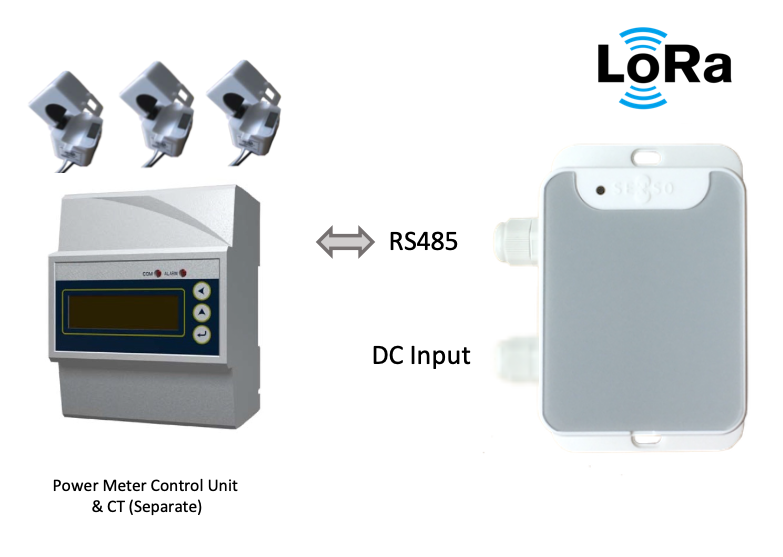 LoRa
COM ALARM
RS485
DC Input
Power Meter Control Unit
& CT (Separate)